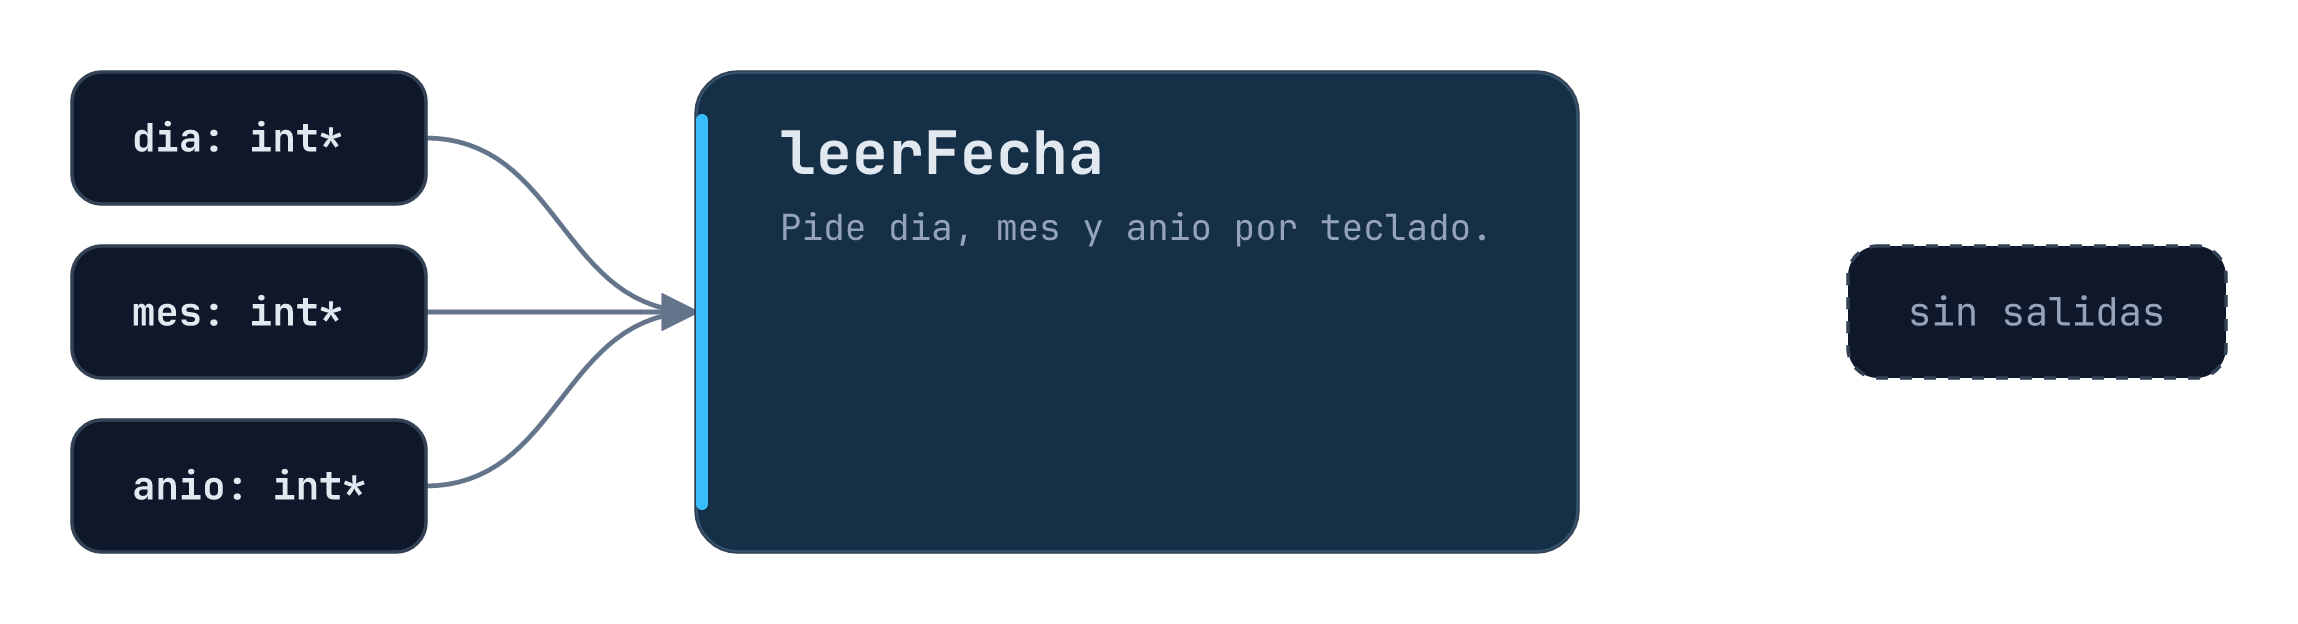 dia: int*
mes: int*
anio: int*
leerFecha
Pide dia, mes y anio por teclado.
sin salidas